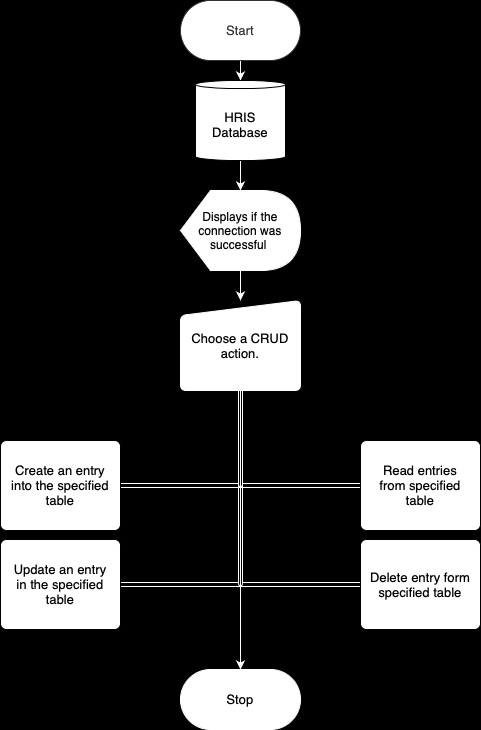 Start
HRIS
Database
Displays if the
connection was
successful
Choose a CRUD
action.
Create an entry
into the specified
table
Read entries
from specified
table
Update an entry
in the specified
table
Delete entry form
specified table
Stop